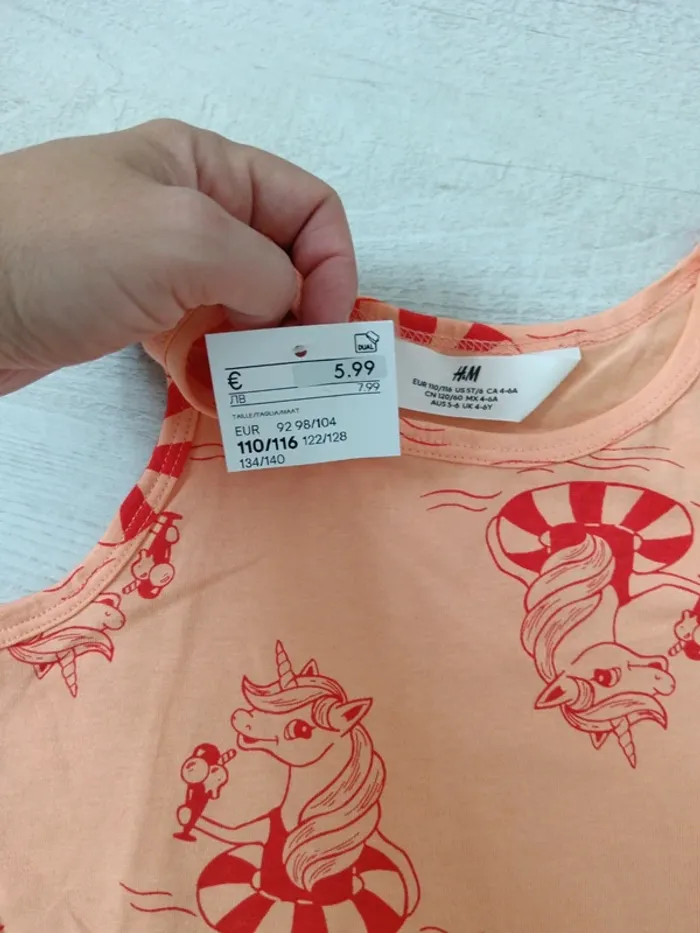 DUAL
€ 5.99
ЛВ 7.99
TAILLE/TAGLIA/MAAT
EUR 92 98/104
110/116 122/128
134/140
H&M
EUR 110/116 US 5T/6 CA 4-6A
CN 120/60 MX 4-6A
AUS 5-6 UK 4-6Y